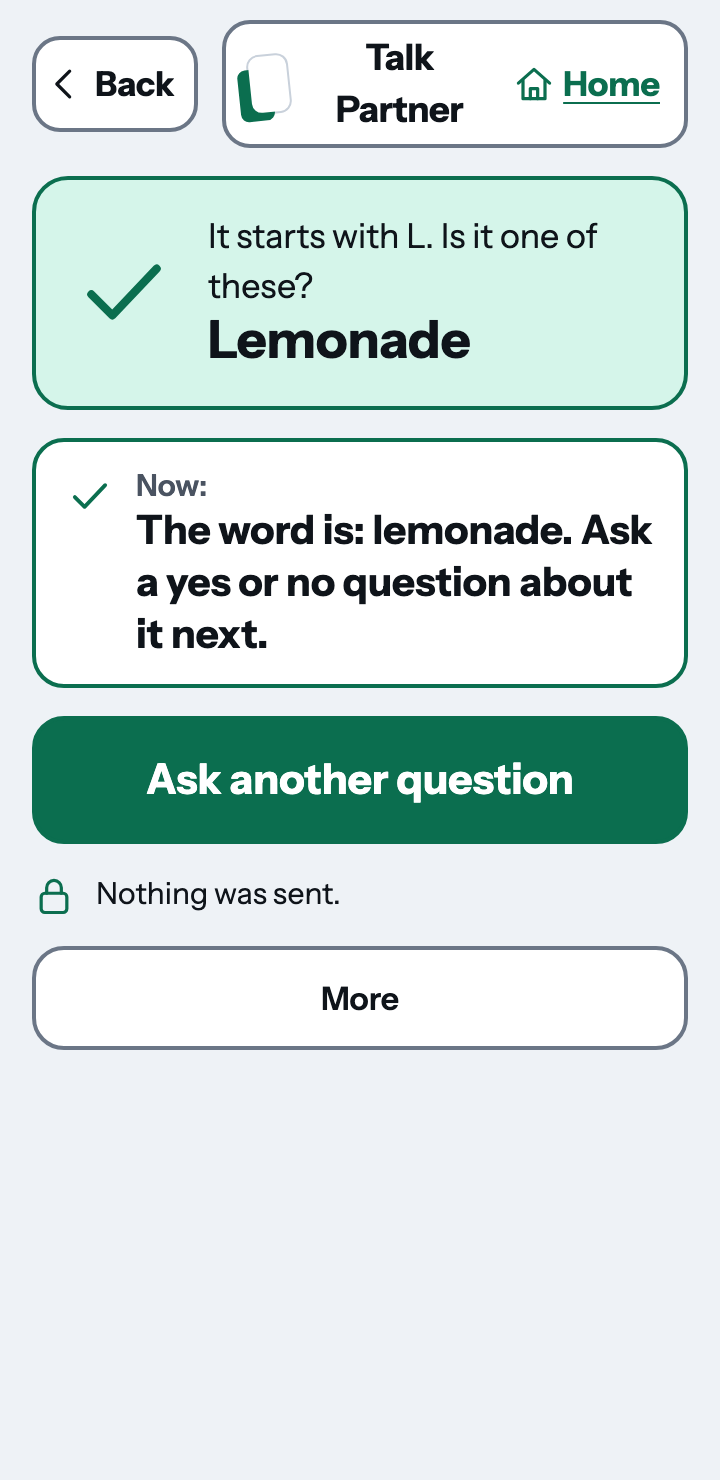 Back
Talk
Partner
Home
It starts with L. Is it one of
these?
Lemonade
Now:
The word is: lemonade. Ask
a yes or no question about
it next.
Ask another question
Nothing was sent.
More